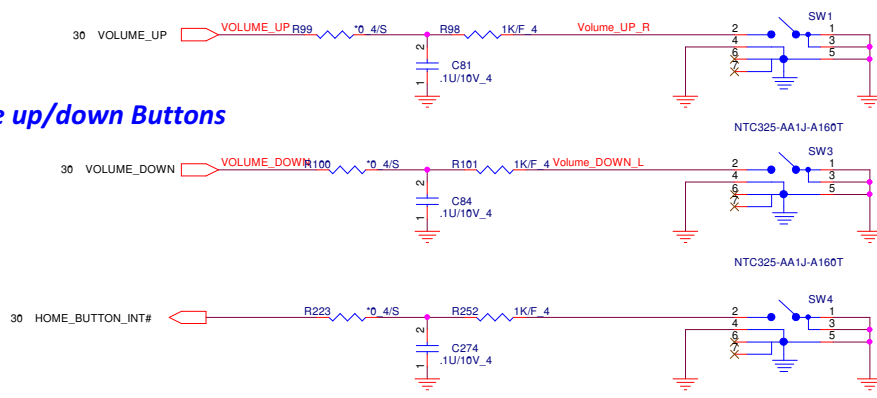 30 VOLUME_UP VOLUME_UP R99 *0_4/S R98 1K/F_4 Volume_UP_R SW1
2 1
4 3
6 5
7
2
C81
.1U/10V_4
1
e up/down Buttons
NTC325-AA1J-A160T
30 VOLUME_DOWN VOLUME_DOWN R100 *0_4/S R101 1K/F_4 Volume_DOWN_L SW3
2 1
4 3
6 5
7
2
C84
.1U/10V_4
1
NTC325-AA1J-A160T
30 HOME_BUTTON_INT# R223 *0_4/S R252 1K/F_4 SW4
2 1
4 3
6 5
7
2
C274
.1U/10V_4
1